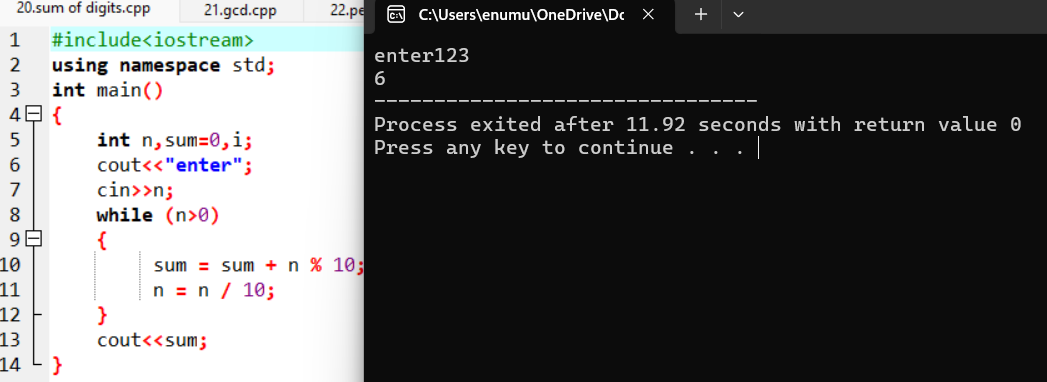 20.sum of digits.cpp 21.gcd.cpp 22.pe
1 #include<iostream>
2 using namespace std;
3 int main()
4 {
5 int n,sum=0,i;
6 cout<<"enter";
7 cin>>n;
8 while (n>0)
9 {
10 sum = sum + n % 10;
11 n = n / 10;
12 }
13 cout<<sum;
14 }
C:\Users\enumu\OneDrive\Dc
enter123
6
--------------------------------
Process exited after 11.92 seconds with return value 0
Press any key to continue . . .